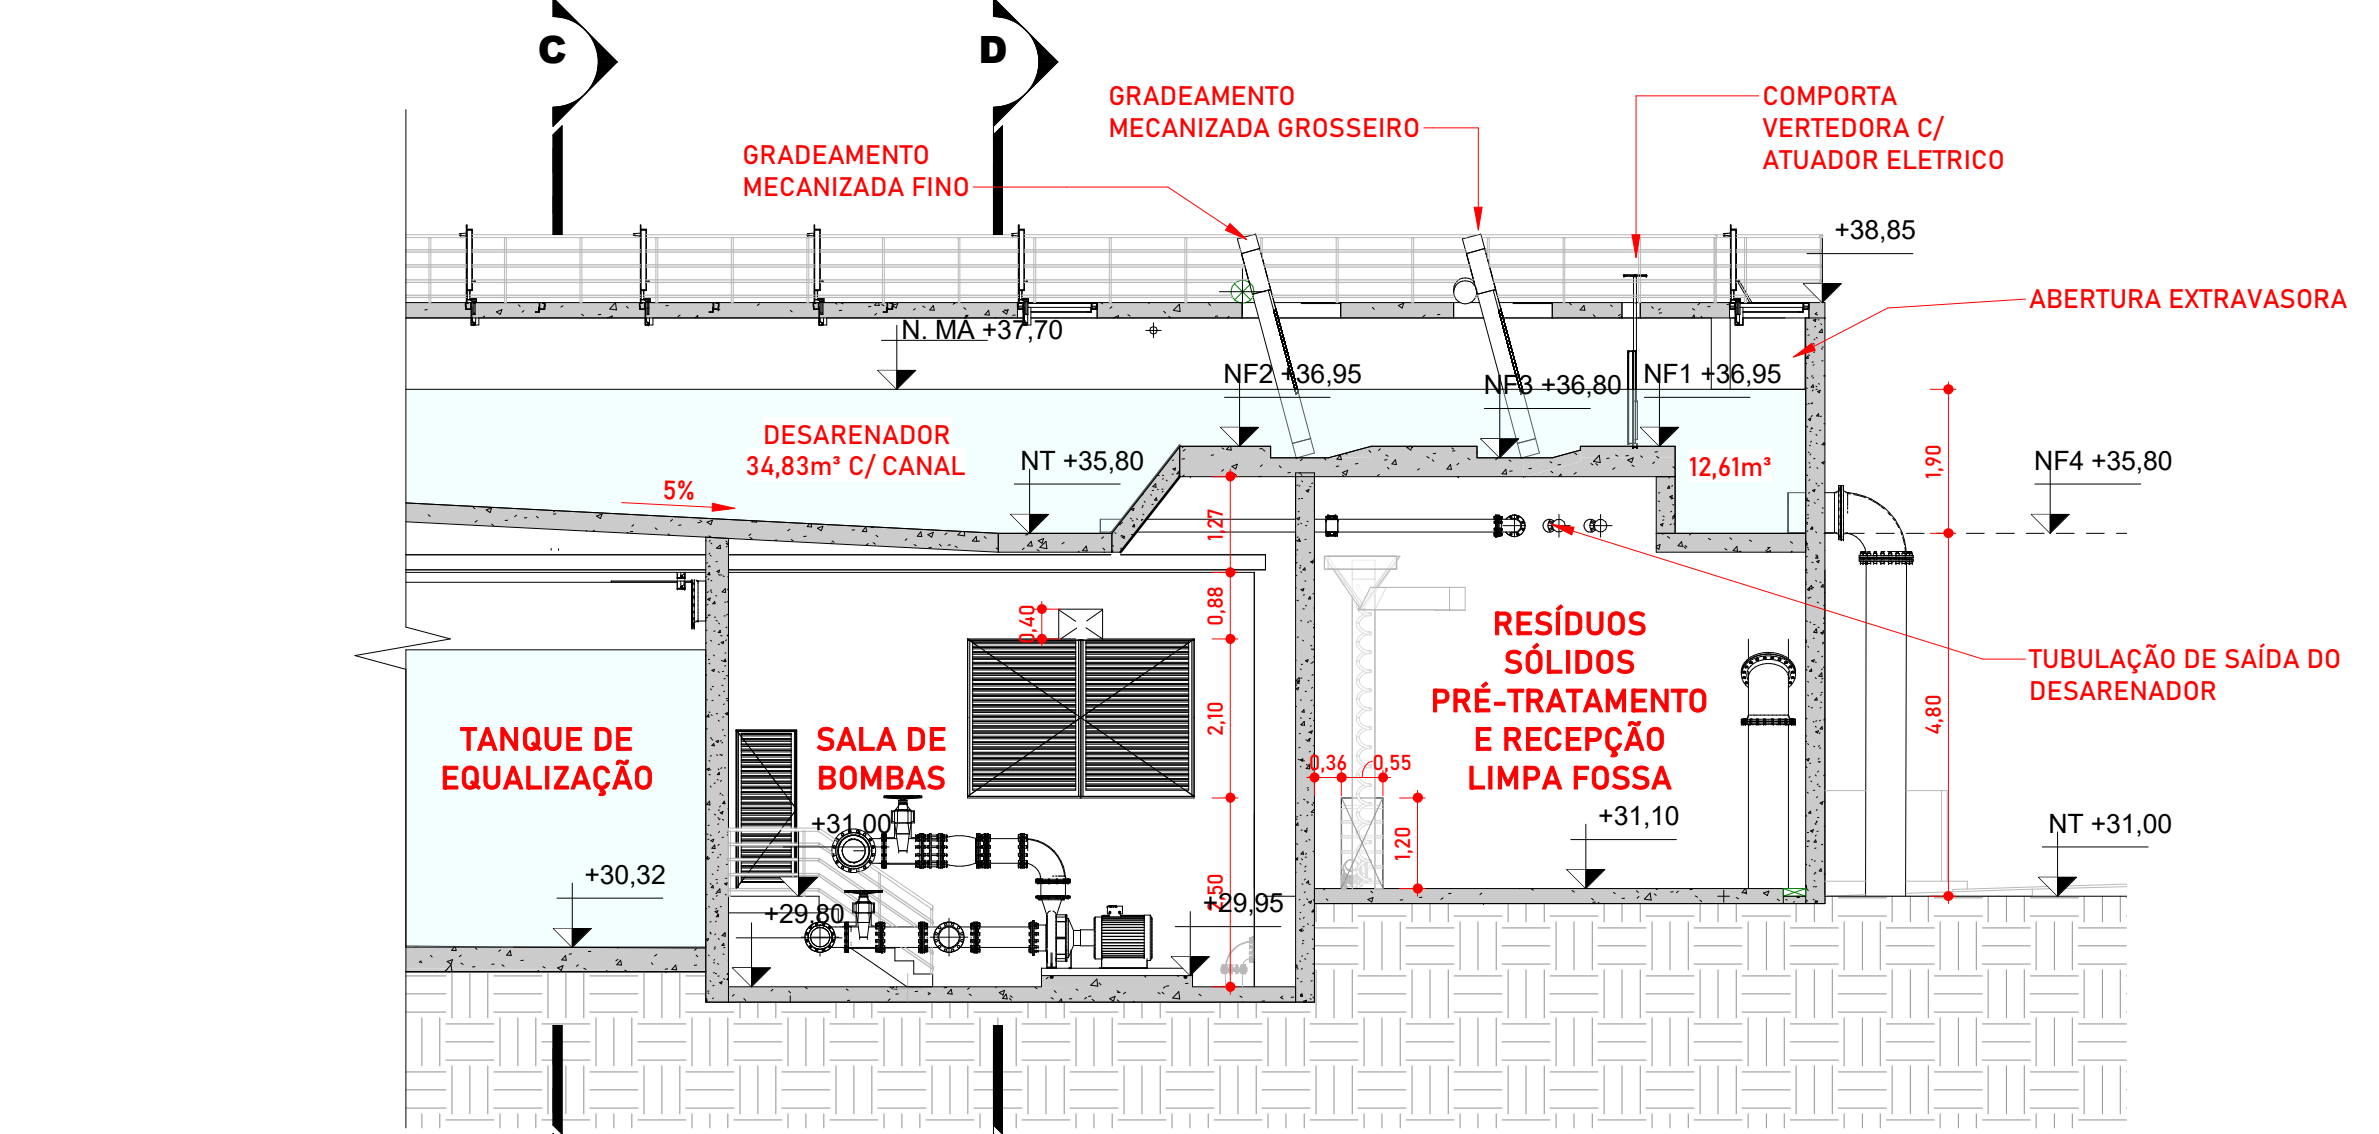 C
D
GRADEAMENTO
MECANIZADA GROSSEIRO
COMPORTA
VERTEDORA C/
ATUADOR ELETRICO
GRADEAMENTO
MECANIZADA FINO
+38,85
ABERTURA EXTRAVASORA
N. MÁ +37,70
NF2 +36,95
NF3 +36,80
NF1 +36,95
DESARENADOR
34,83m³ C/ CANAL
NT +35,80
12,61m³
1,90
NF4 +35,80
5%
1,27
0,88
0,40
RESÍDUOS
SÓLIDOS
PRÉ-TRATAMENTO
E RECEPÇÃO
LIMPA FOSSA
TUBULAÇÃO DE SAÍDA DO
DESARENADOR
2,10
4,80
TANQUE DE
EQUALIZAÇÃO
SALA DE
BOMBAS
0,36
0,55
+31,00
+31,10
NT +31,00
1,20
+30,32
2,50
+29,80
+29,95